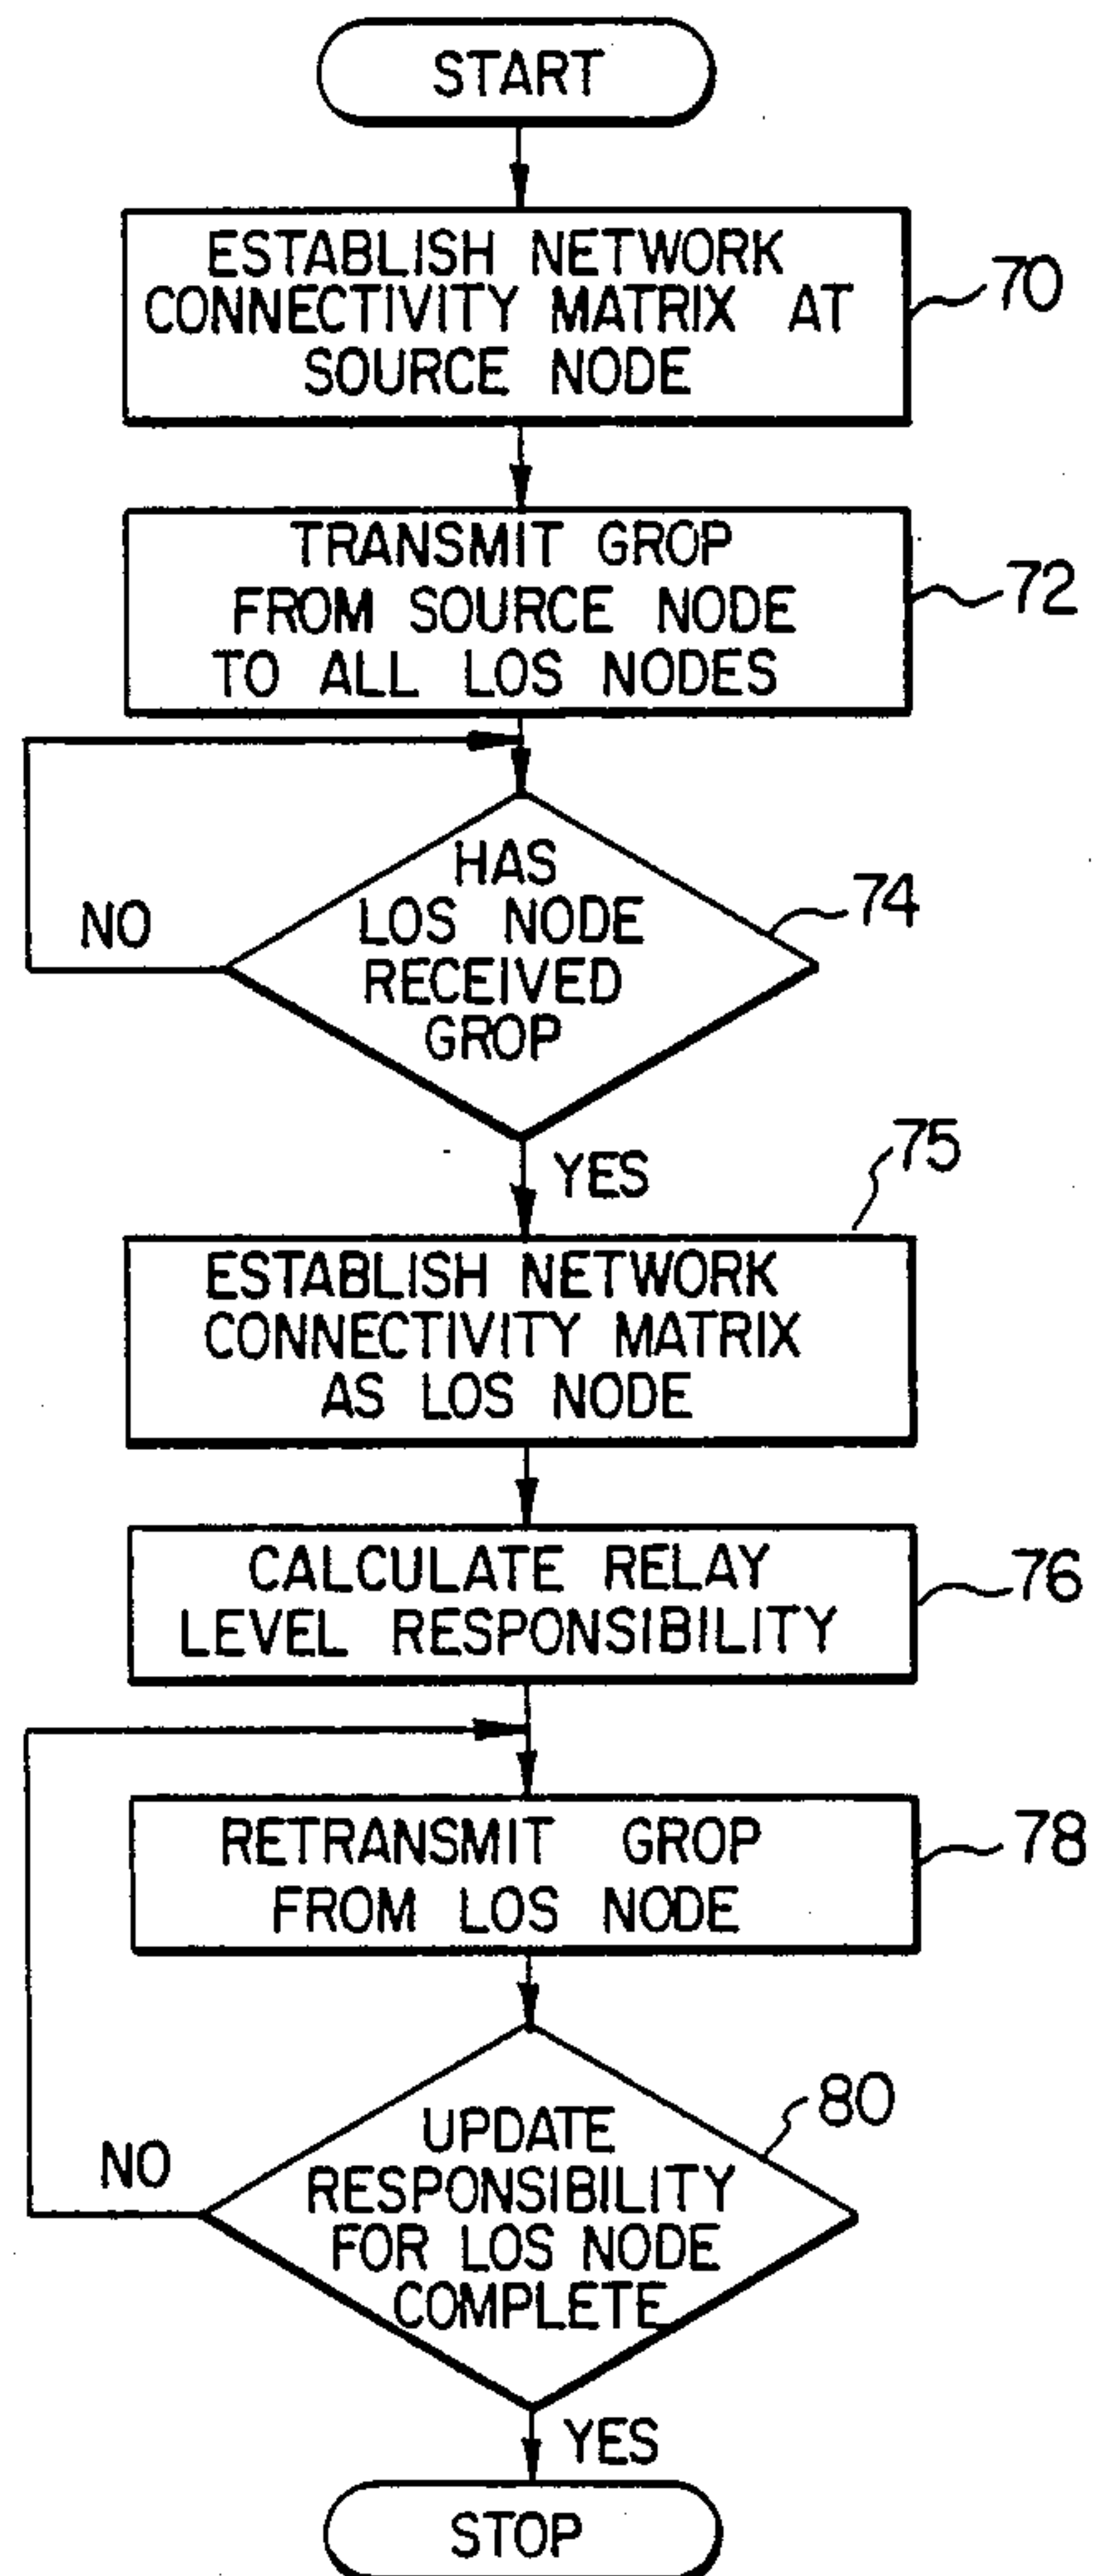 START
ESTABLISH NETWORK
CONNECTIVITY MATRIX AT
SOURCE NODE
70
TRANSMIT GROP
FROM SOURCE NODE
TO ALL LOS NODES
72
HAS
LOS NODE
RECEIVED
GROP
74
NO
YES
75
ESTABLISH NETWORK
CONNECTIVITY MATRIX
AS LOS NODE
CALCULATE RELAY
LEVEL RESPONSIBILITY
76
RETRANSMIT GROP
FROM LOS NODE
78
UPDATE
RESPONSIBILITY
FOR LOS NODE
COMPLETE
80
NO
YES
STOP